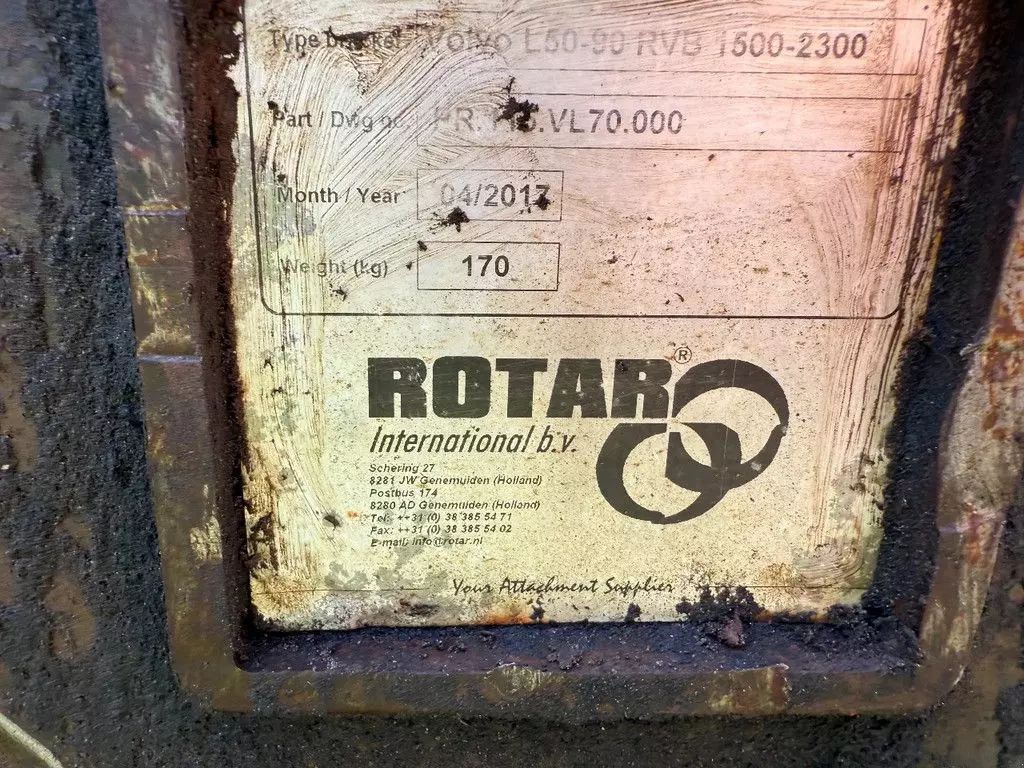 Type bracket Volvo L50-90 RVB 1500-2300
Part / Dwg no.
Month / Year 04/2017
Weight (kg) 170
ROTAR®
International b.v.
Schering 27
8281 JW Genemuiden (Holland)
Postbus 174
8280 AD Genemuiden (Holland)
Tel: ++31 (0) 38 385 54 71
Fax: ++31 (0) 38 385 54 02
E-mail: info@rotar.nl
Your Attachment Supplier